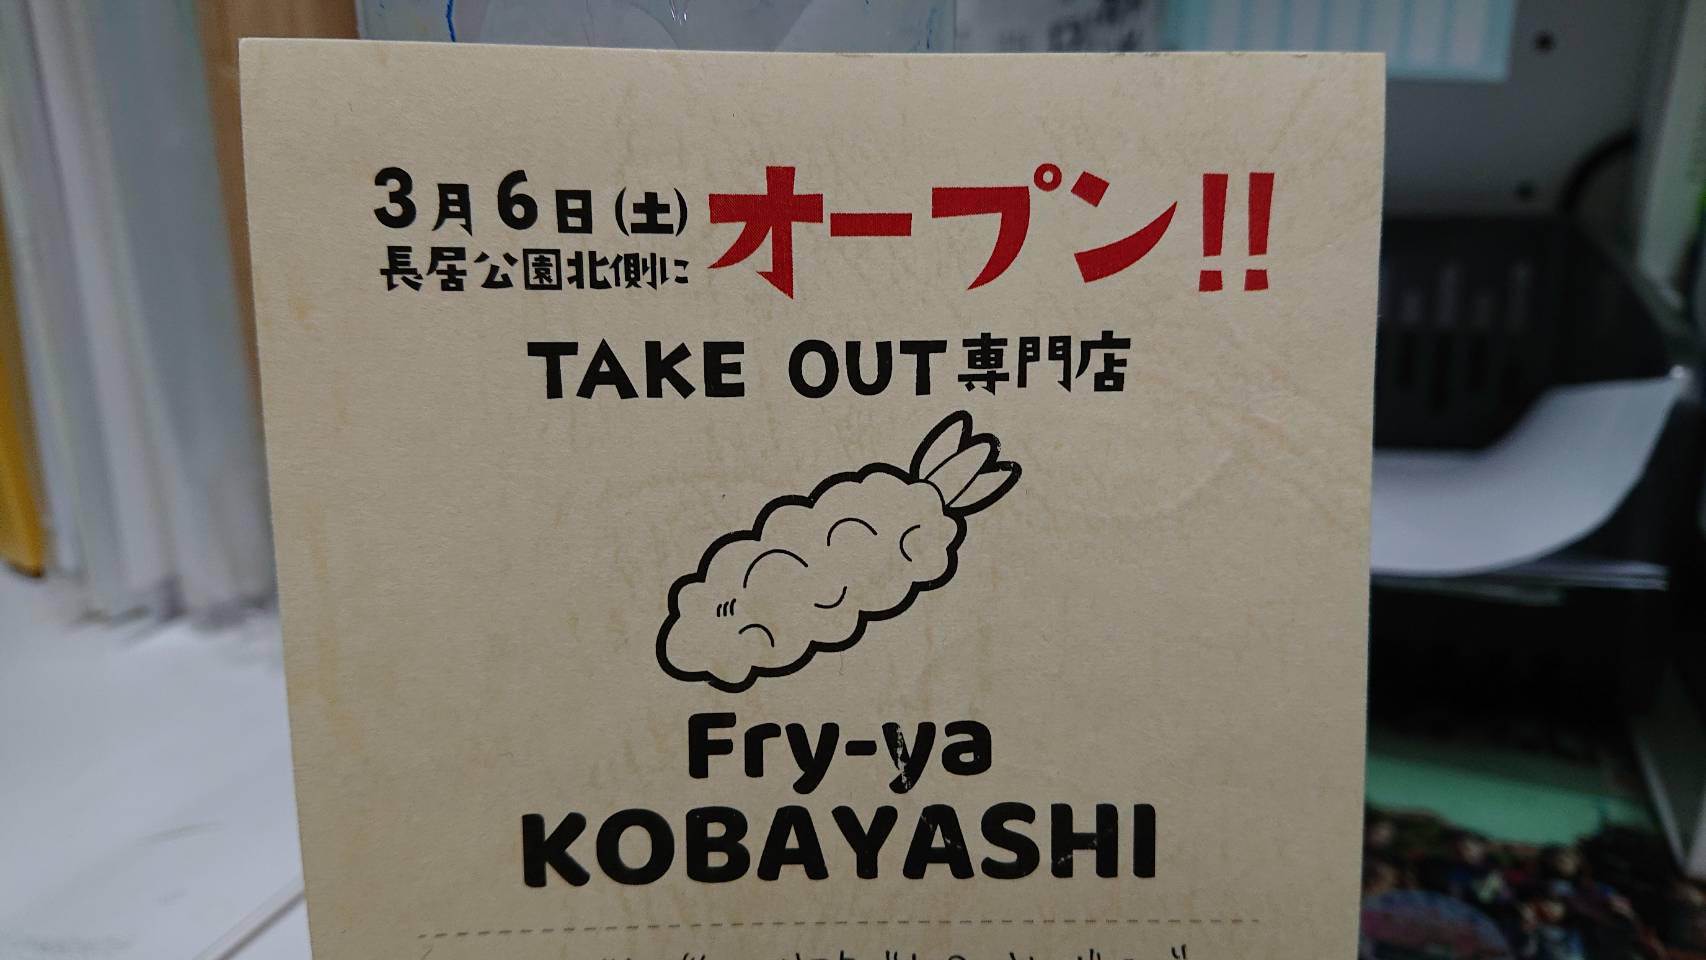 3月6日(土)
長居公園北側に
オープン!!
TAKE OUT専門店
Fry-ya
KOBAYASHI